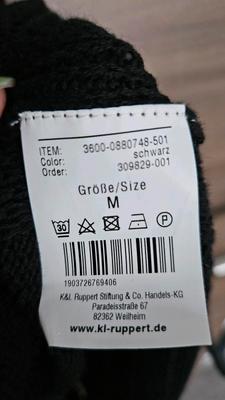 ITEM: 3600-0880748-501
Color: schwarz
Order: 309829-001
Größe/Size
M
30
P
1903726769406
K&L Ruppert Stiftung & Co. Handels-KG
Paradeisstraße 67
82362 Weilheim
www.kl-ruppert.de